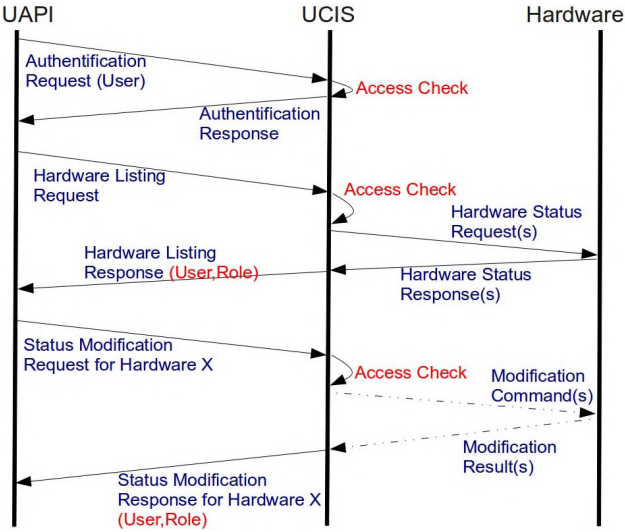 UAPI
UCIS
Hardware
Authentification
Request (User)
Access Check
Authentification
Response
Hardware Listing
Request
Access Check
Hardware Status
Request(s)
Hardware Listing
Response (User,Role)
Hardware Status
Response(s)
Status Modification
Request for Hardware X
Access Check
Modification
Command(s)
Modification
Result(s)
Status Modification
Response for Hardware X
(User,Role)